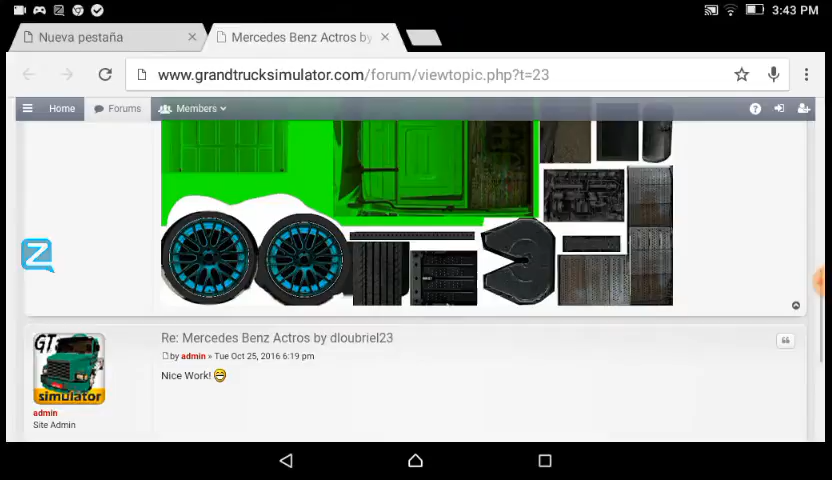 3:43 PM
Nueva pestaña
Mercedes Benz Actros by
www.grandtrucksimulator.com/forum/viewtopic.php?t=23
Home Forums Members
Z
Re: Mercedes Benz Actros by dloubriel23
by admin » Tue Oct 25, 2016 6:19 pm
Nice Work!
GT
simulator
admin
Site Admin